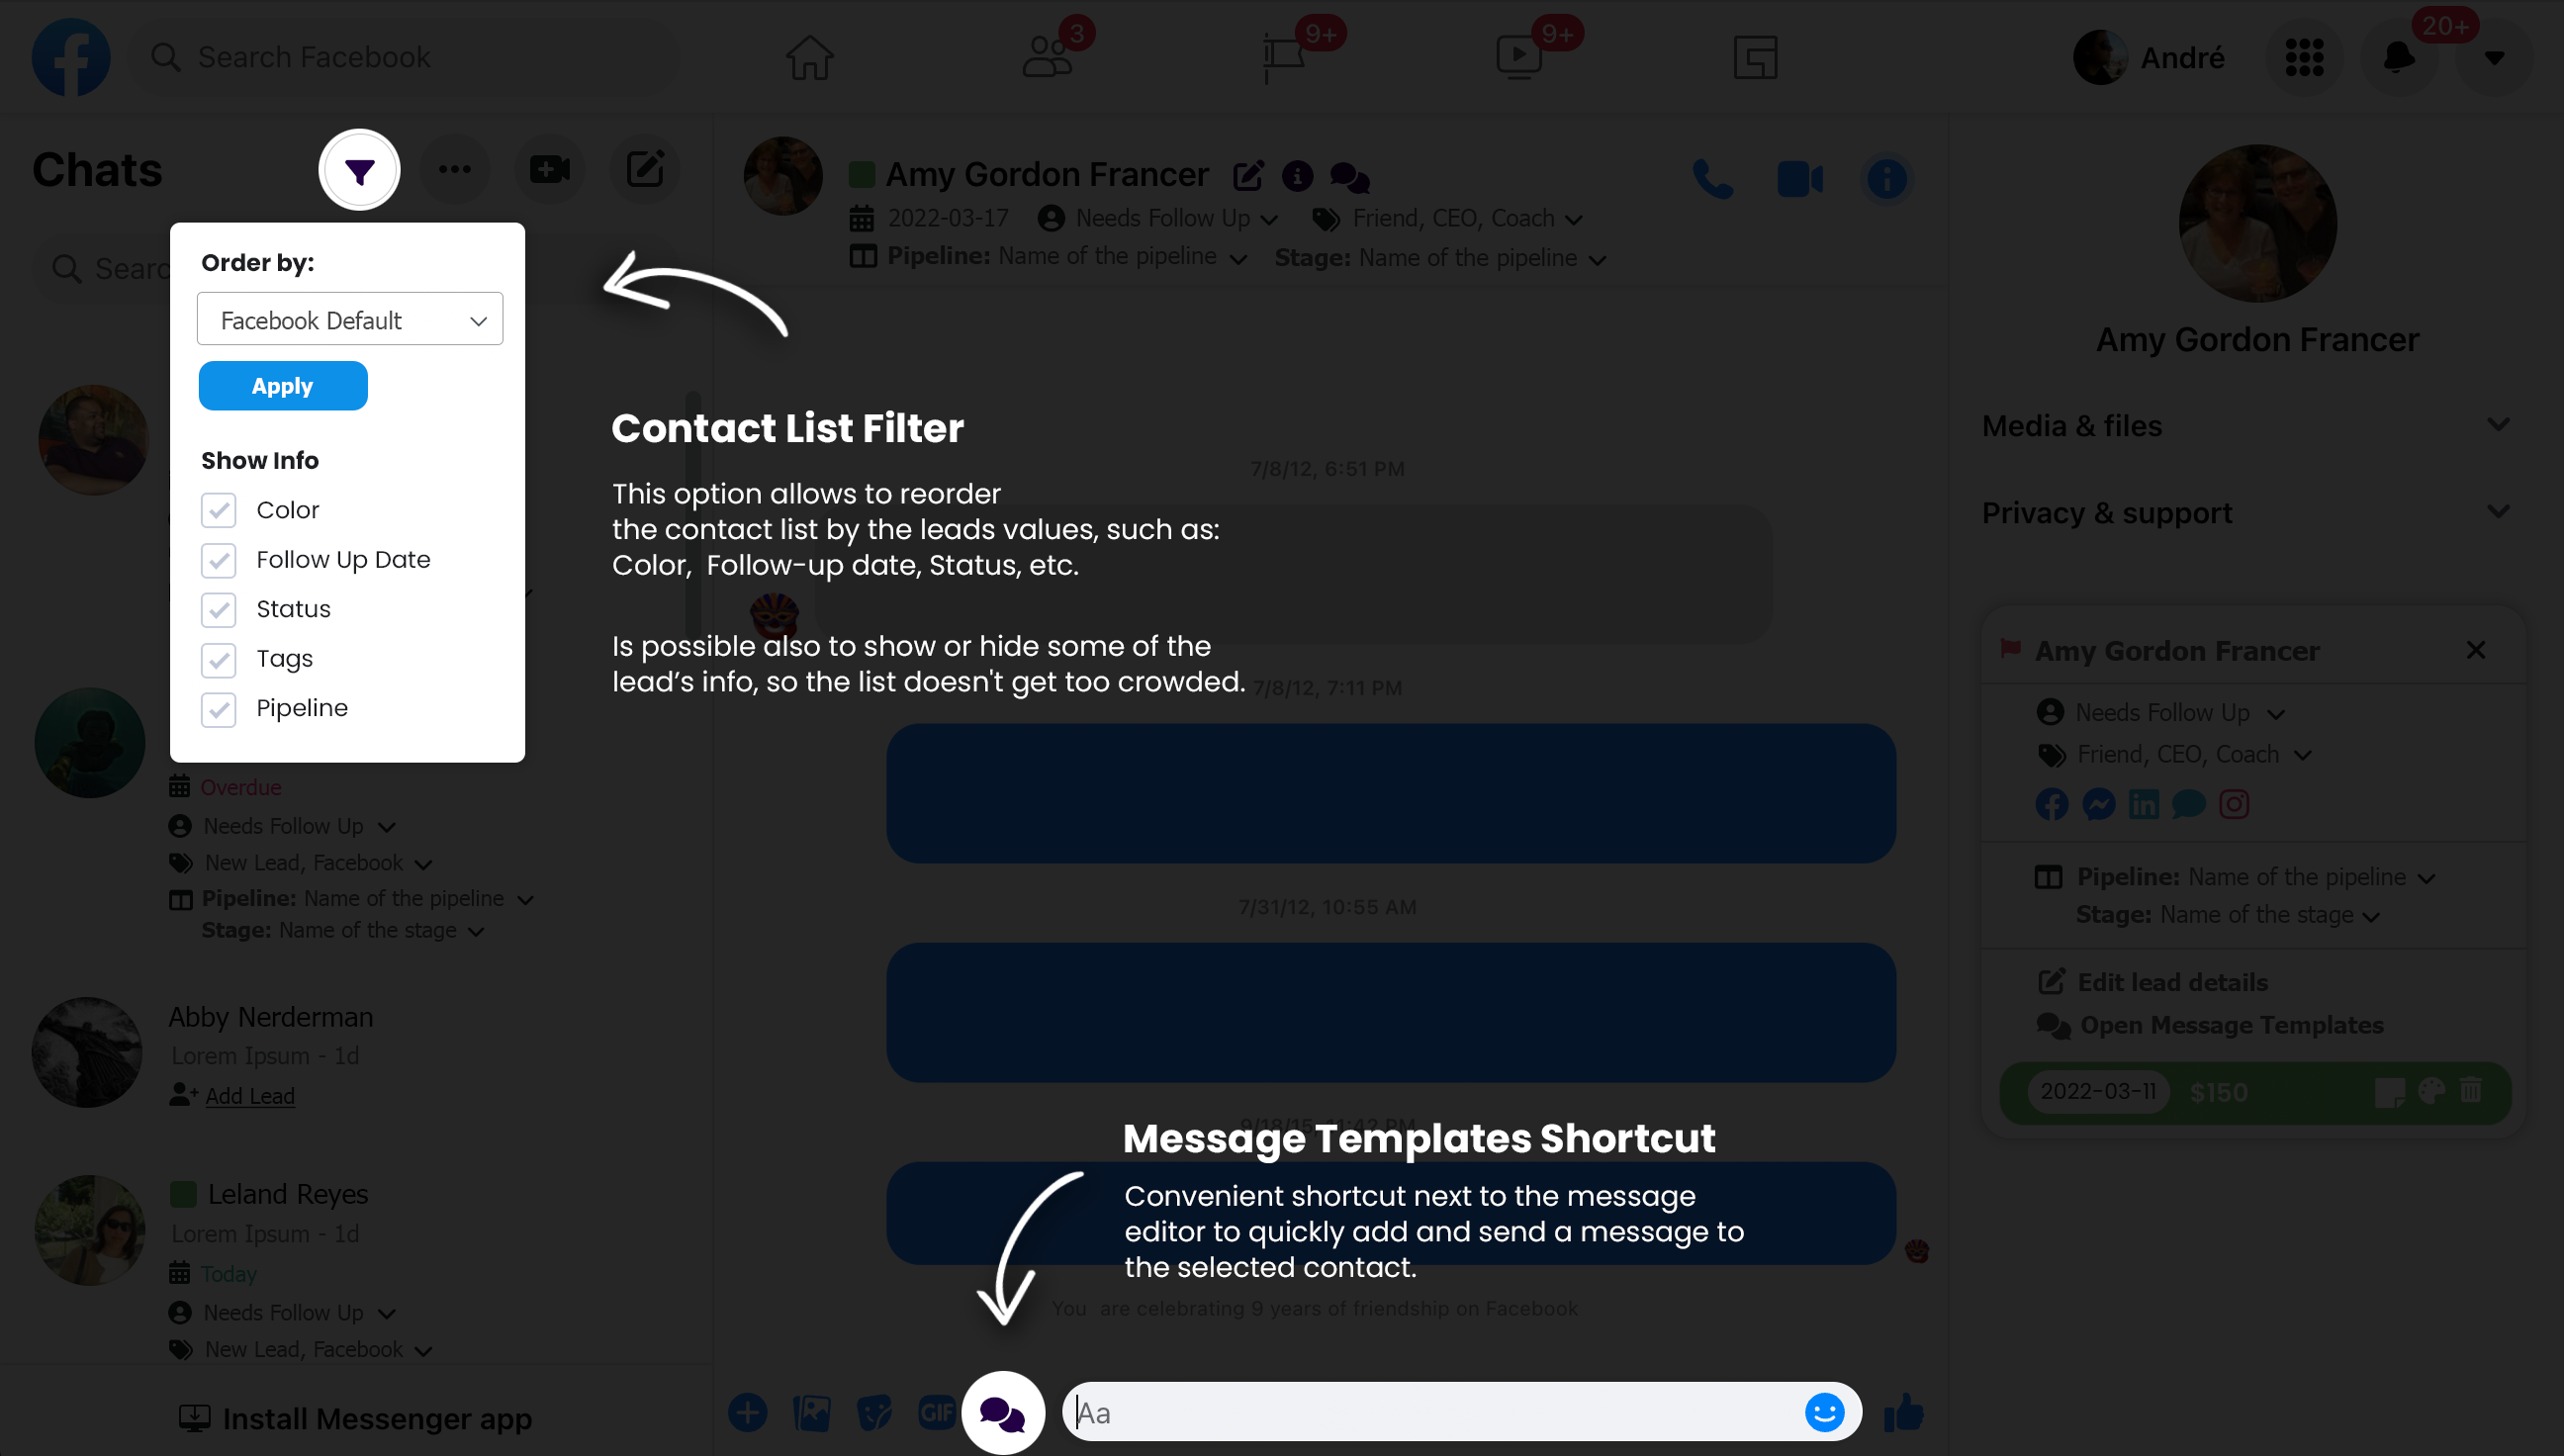 Search Facebook
3
9+
9+
André
20+
Chats
Searc
Order by:
Facebook Default
Apply
Show Info
Color
Follow Up Date
Status
Tags
Pipeline
Overdue
Needs Follow Up
New Lead, Facebook
Pipeline: Name of the pipeline
Stage: Name of the stage
Abby Nerderman
Lorem Ipsum - 1d
Add Lead
Leland Reyes
Lorem Ipsum - 1d
Today
Needs Follow Up
New Lead, Facebook
Install Messenger app
Amy Gordon Francer
2022-03-17 Needs Follow Up Friend, CEO, Coach
Pipeline: Name of the pipeline Stage: Name of the pipeline
Contact List Filter
7/8/12, 6:51 PM
This option allows to reorder
the contact list by the leads values, such as:
Color, Follow-up date, Status, etc.
Is possible also to show or hide some of the
lead’s info, so the list doesn't get too crowded.
7/8/12, 7:11 PM
7/31/12, 10:55 AM
9/18/15, 11:42 PM
Message Templates Shortcut
Convenient shortcut next to the message
editor to quickly add and send a message to
the selected contact.
You are celebrating 9 years of friendship on Facebook
GIF
Aa
Amy Gordon Francer
Media & files
Privacy & support
Amy Gordon Francer
Needs Follow Up
Friend, CEO, Coach
Pipeline: Name of the pipeline
Stage: Name of the stage
Edit lead details
Open Message Templates
2022-03-11 $150